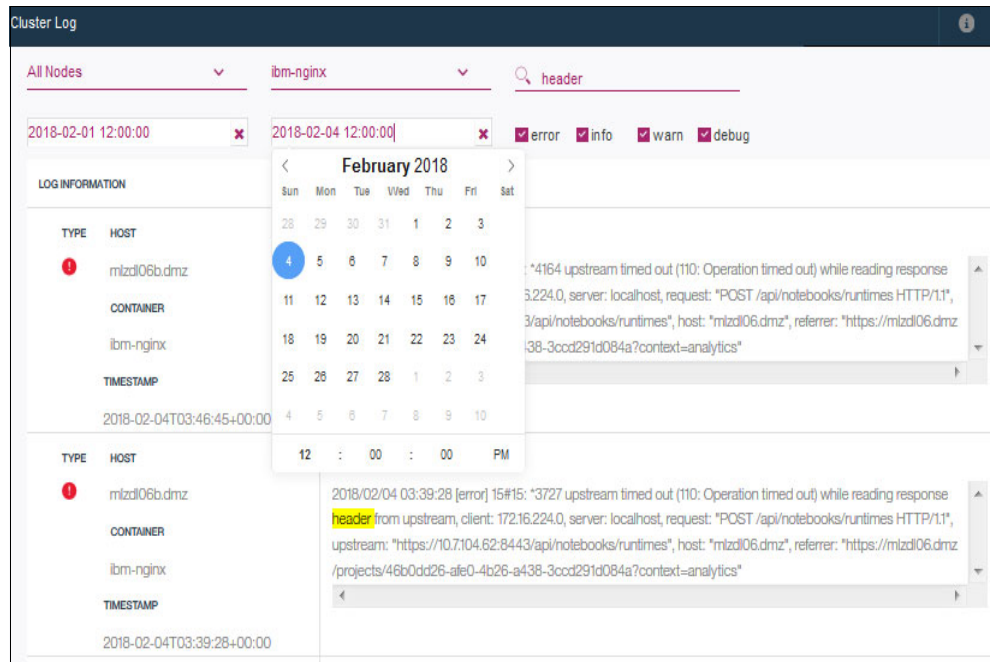 Cluster Log
All Nodes
ibm-nginx
header
2018-02-01 12:00:00
2018-02-04 12:00:00
error info warn debug
February 2018
Sun Mon Tue Wed Thu Fri Sat
28 29 30 31 1 2 3
4 5 6 7 8 9 10
11 12 13 14 15 16 17
18 19 20 21 22 23 24
25 26 27 28 1 2 3
4 5 6 7 8 9 10
12 : 00 : 00 PM
LOG INFORMATION
TYPE HOST
mlzdl06b.dmz
CONTAINER
ibm-nginx
TIMESTAMP
2018-02-04T03:46:45+00:00
: *4164 upstream timed out (110: Operation timed out) while reading response
.224.0, server: localhost, request: "POST /api/notebooks/runtimes HTTP/1.1",
3/api/notebooks/runtimes", host: "mlzdl06.dmz", referrer: "https://mlzdl06.dmz
38-3ccd291d084a?context=analytics"
TYPE HOST
mlzdl06b.dmz
CONTAINER
ibm-nginx
TIMESTAMP
2018-02-04T03:39:28+00:00
2018/02/04 03:39:28 [error] 15#15: *3727 upstream timed out (110: Operation timed out) while reading response
header from upstream, client: 172.16.224.0, server: localhost, request: "POST /api/notebooks/runtimes HTTP/1.1",
upstream: "https://10.7.104.62:8443/api/notebooks/runtimes", host: "mlzdl06.dmz", referrer: "https://mlzdl06.dmz
/projects/46b0dd26-afe0-4b26-a438-3ccd291d084a?context=analytics"